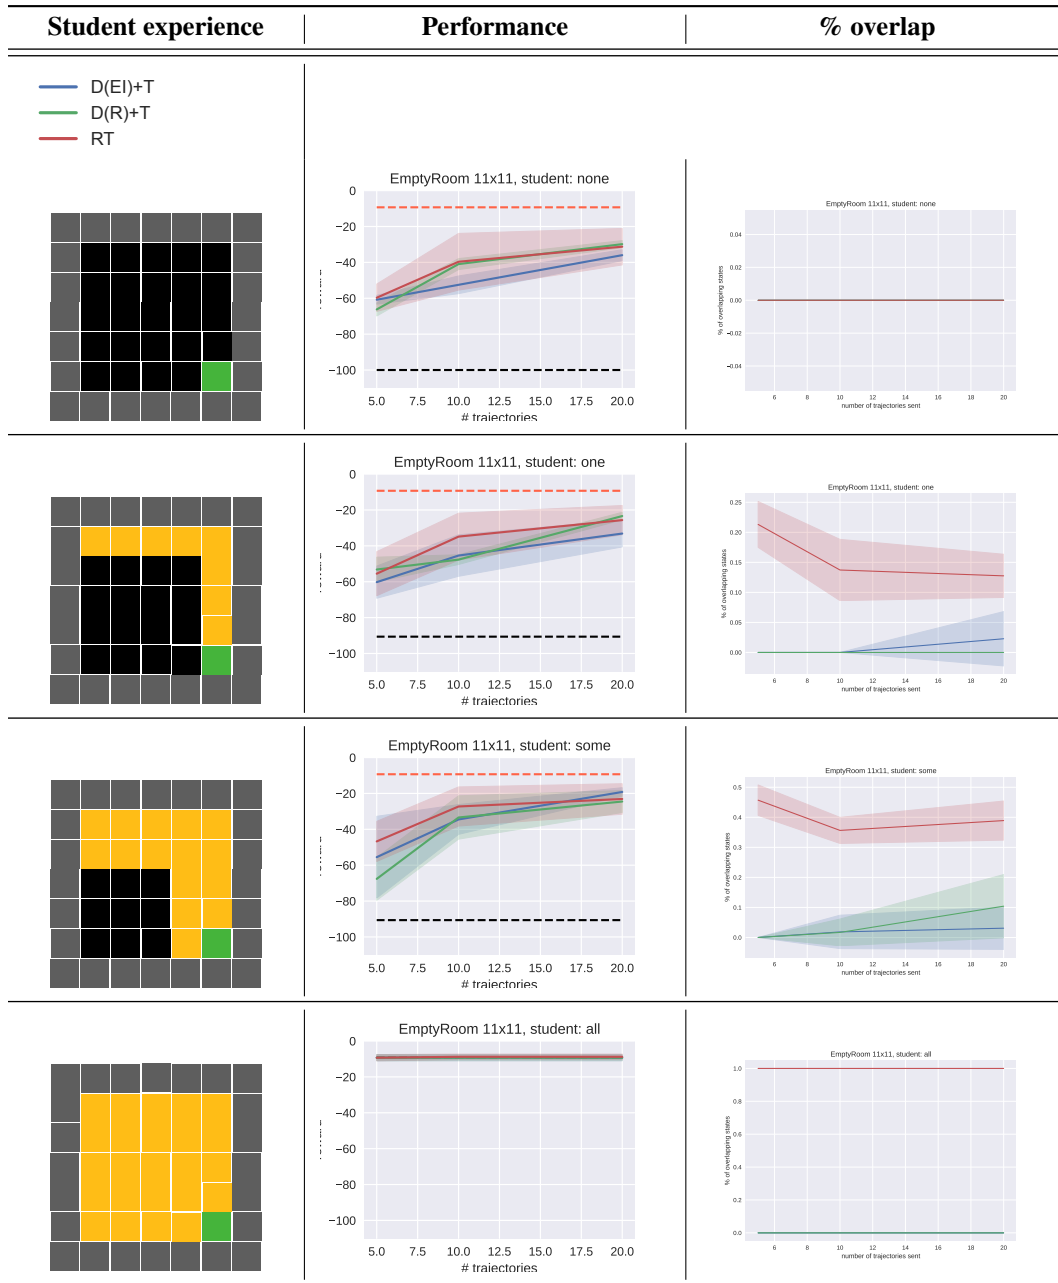 Student experience
Performance
% overlap
D(EI)+T
D(R)+T
RT
EmptyRoom 11x11, student: none
0
−20
−40
−60
−80
−100
5.0 7.5 10.0 12.5 15.0 17.5 20.0
# trajectories
EmptyRoom 11x11, student: none
% of overlapping states
0.04
0.02
0.00
−0.02
−0.04
6 8 10 12 14 16 18 20
number of trajectories sent
EmptyRoom 11x11, student: one
0
−20
−40
−60
−80
−100
5.0 7.5 10.0 12.5 15.0 17.5 20.0
# trajectories
EmptyRoom 11x11, student: one
% of overlapping states
0.25
0.20
0.15
0.10
0.05
0.00
6 8 10 12 14 16 18 20
number of trajectories sent
EmptyRoom 11x11, student: some
0
−20
−40
−60
−80
−100
5.0 7.5 10.0 12.5 15.0 17.5 20.0
# trajectories
EmptyRoom 11x11, student: some
% of overlapping states
0.5
0.4
0.3
0.2
0.1
0.0
6 8 10 12 14 16 18 20
number of trajectories sent
EmptyRoom 11x11, student: all
0
−20
−40
−60
−80
−100
5.0 7.5 10.0 12.5 15.0 17.5 20.0
# trajectories
EmptyRoom 11x11, student: all
% of overlapping states
1.0
0.8
0.6
0.4
0.2
0.0
6 8 10 12 14 16 18 20
number of trajectories sent